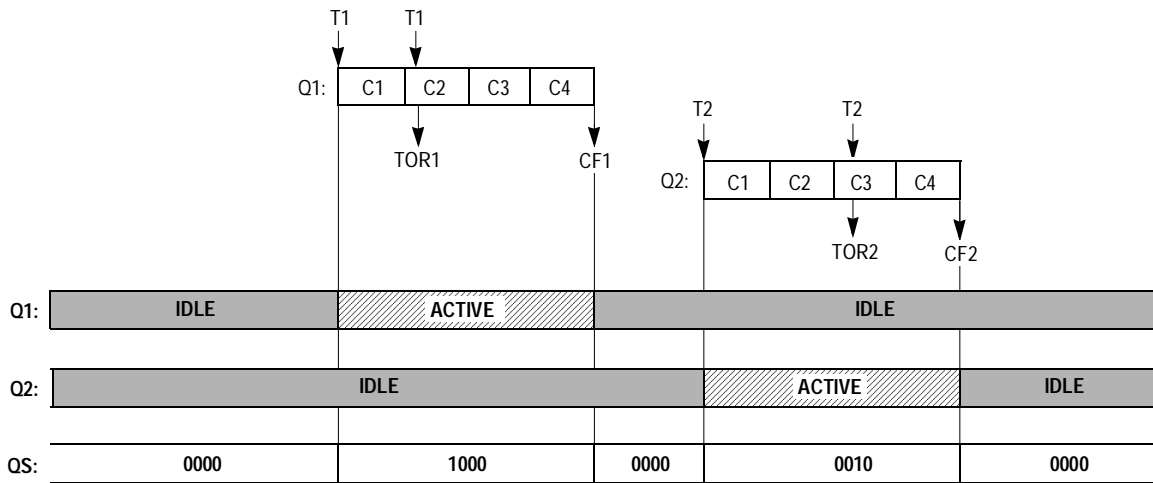 T1 T1
Q1: C1 C2 C3 C4
T2 T2
TOR1 CF1
Q2: C1 C2 C3 C4
TOR2 CF2
Q1: IDLE ACTIVE IDLE
Q2: IDLE ACTIVE IDLE
QS: 0000 1000 0000 0010 0000